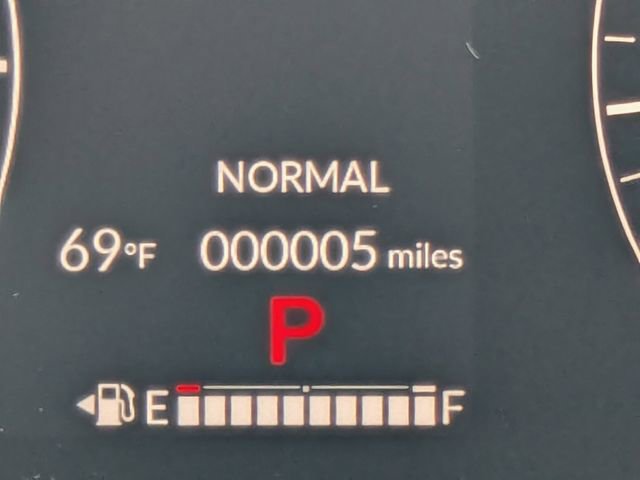 NORMAL
69°F 000005 miles
P
E F